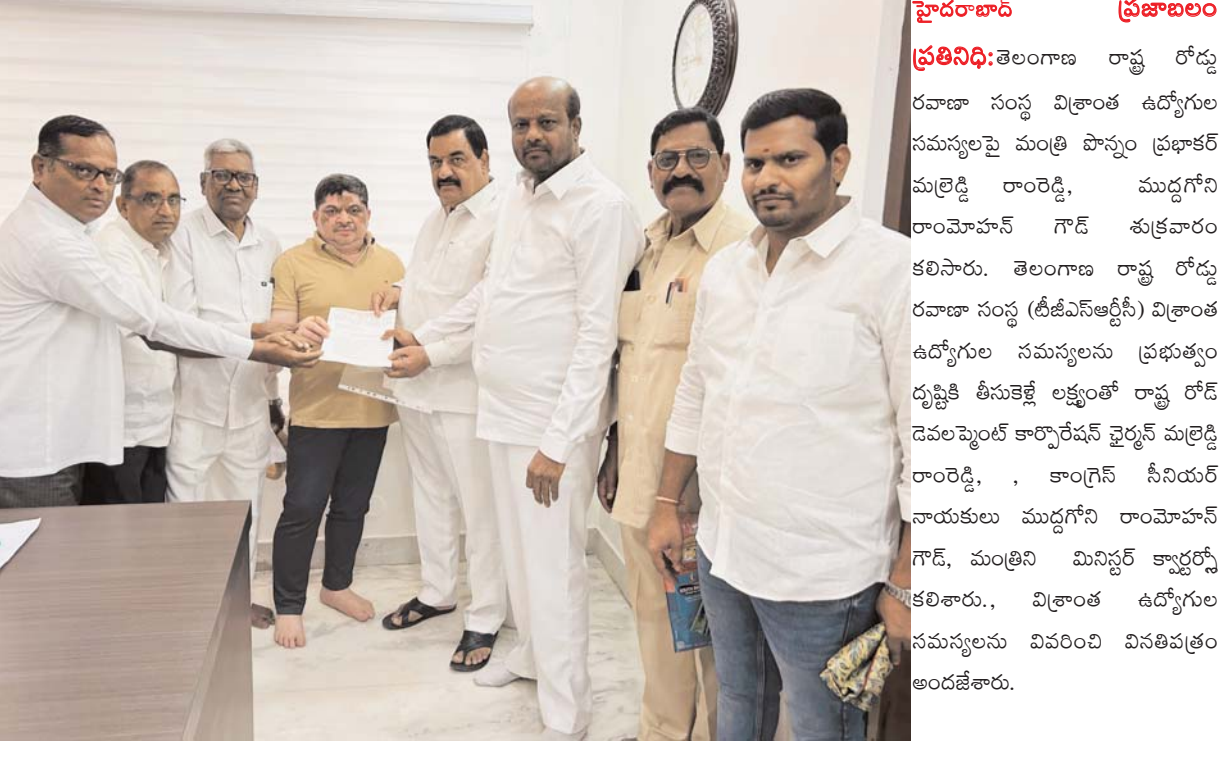 హైదరాబాద్ ప్రజాబలం
ప్రతినిధి:తెలంగాణ రాష్ట్ర రోడ్డు
రవాణా సంస్థ విశ్రాంత ఉద్యోగుల
సమస్యలపై మంత్రి పొన్నం ప్రభాకర్
మల్రెడ్డి రాంరెడ్డి, ముద్దగోని
రాంమోహన్ గౌడ్ శుక్రవారం
కలిసారు. తెలంగాణ రాష్ట్ర రోడ్డు
రవాణా సంస్థ (టీజీఎస్ఆర్టీసీ) విశ్రాంత
ఉద్యోగుల సమస్యలను ప్రభుత్వం
దృష్టికి తీసుకెళ్లే లక్ష్యంతో రాష్ట్ర రోడ్
డెవలప్మెంట్ కార్పొరేషన్ ఛైర్మన్ మల్రెడ్డి
రాంరెడ్డి, , కాంగ్రెస్ సీనియర్
నాయకులు ముద్దగోని రాంమోహన్
గౌడ్, మంత్రిని మినిస్టర్ క్వార్టర్స్లో
కలిశారు., విశ్రాంత ఉద్యోగుల
సమస్యలను వివరించి వినతిపత్రం
అందజేశారు.